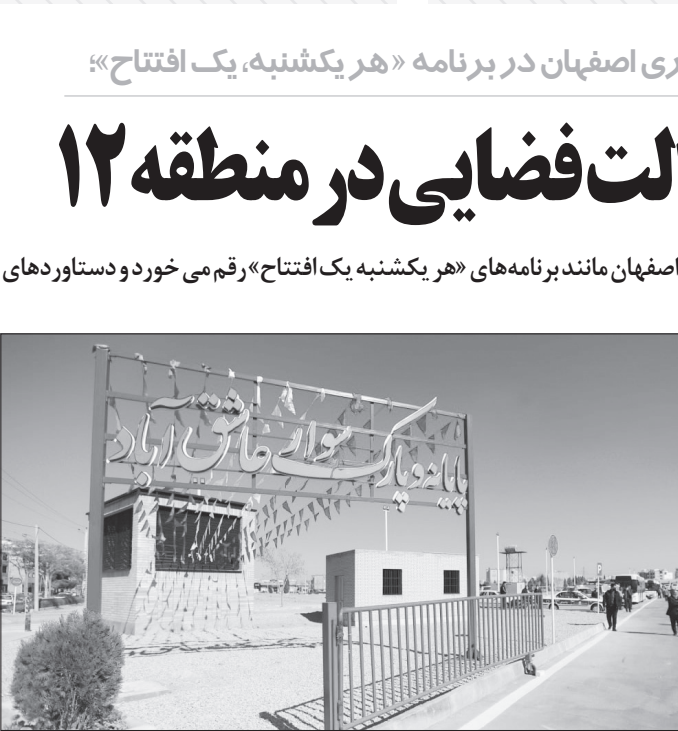 ری اصفهان در برنامه «هر یکشنبه، یک افتتاح»؛
لت‌فضایی در منطقه ۱۲
اصفهان مانند برنامه‌های «هر یکشنبه یک افتتاح» رقم می خورد و دستاوردهای
پایانه و پارک سوار عاشق آباد